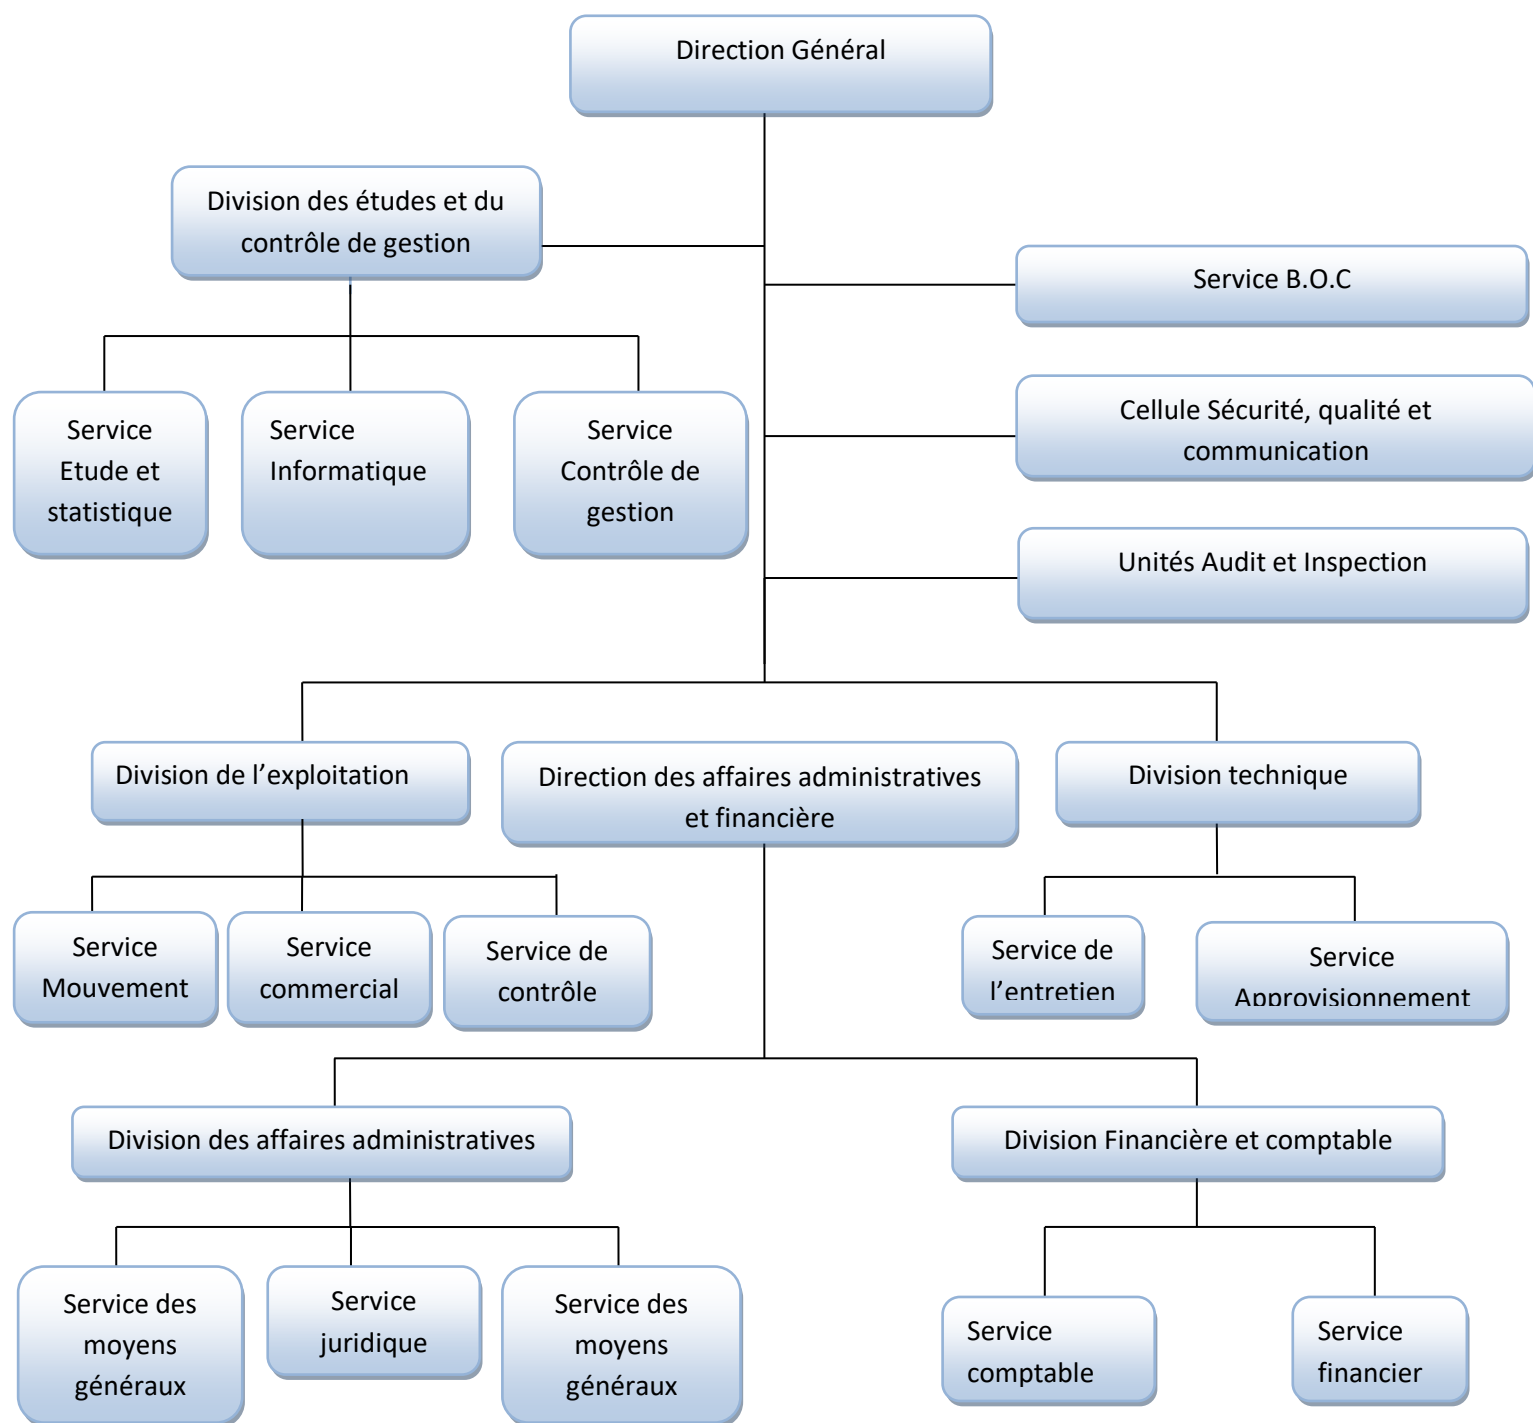 Direction Général
Division des études et du
contrôle de gestion
Service B.O.C
Cellule Sécurité, qualité et
communication
Service
Etude et
statistique
Service
Informatique
Service
Contrôle de
gestion
Unités Audit et Inspection
Division de l’exploitation
Direction des affaires administratives
et financière
Division technique
Service
Mouvement
Service
commercial
Service de
contrôle
Service de
l’entretien
Service
Approvisionnement
Division des affaires administratives
Division Financière et comptable
Service des
moyens
généraux
Service
juridique
Service des
moyens
généraux
Service
comptable
Service
financier